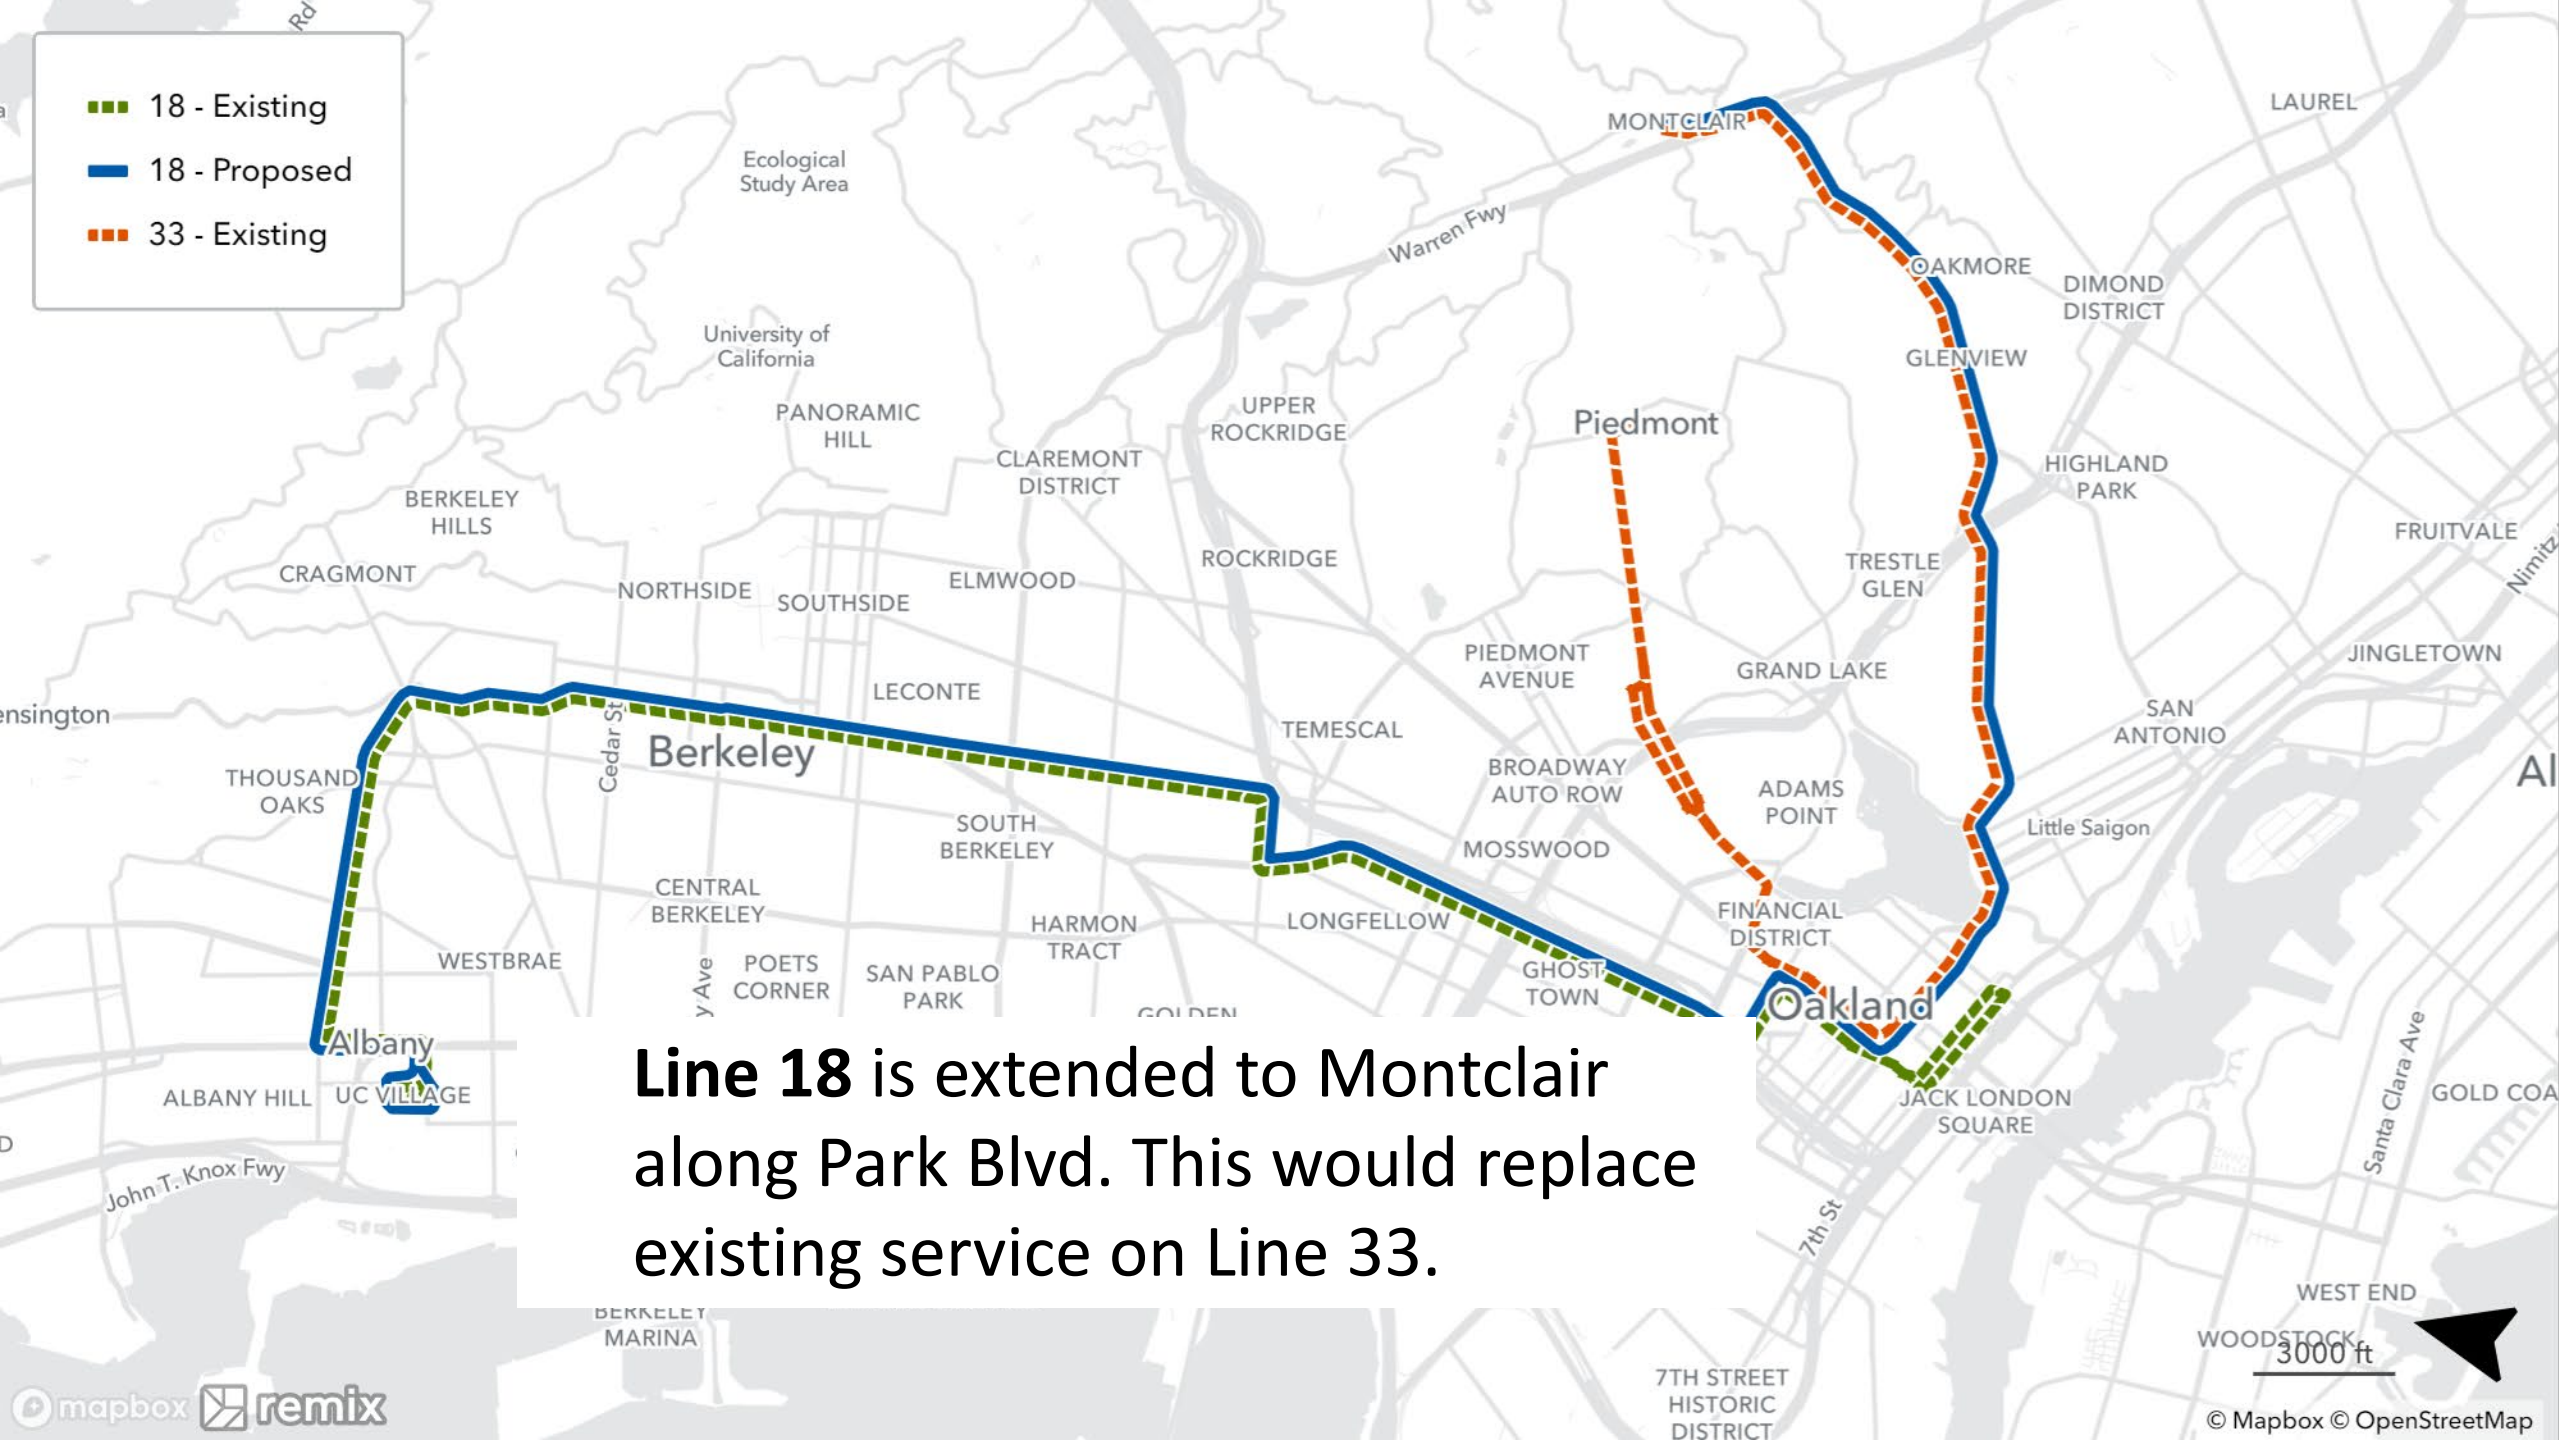 18 - Existing
18 - Proposed
33 - Existing
Rd
Ecological
Study Area
University of
California
PANORAMIC
HILL
BERKELEY
HILLS
CRAGMONT
NORTHSIDE
SOUTHSIDE
ELMWOOD
CLAREMONT
DISTRICT
UPPER
ROCKRIDGE
ROCKRIDGE
Warren Fwy
MONTCLAIR
LAUREL
OAKMORE
DIMOND
DISTRICT
GLENVIEW
Piedmont
HIGHLAND
PARK
FRUITVALE
Nimitz
TRESTLE
GLEN
PIEDMONT
AVENUE
GRAND LAKE
JINGLETOWN
SAN
ANTONIO
ensington
THOUSAND
OAKS
Cedar St
Berkeley
LECONTE
TEMESCAL
BROADWAY
AUTO ROW
ADAMS
POINT
Al
Little Saigon
SOUTH
BERKELEY
MOSSWOOD
CENTRAL
BERKELEY
HARMON
TRACT
LONGFELLOW
FINANCIAL
DISTRICT
WESTBRAE
y Ave
POETS
CORNER
SAN PABLO
PARK
GOLDEN
GHOST
TOWN
Oakland
Albany
ALBANY HILL
UC VILLAGE
JACK LONDON
SQUARE
Santa Clara Ave
GOLD COA
D
John T. Knox Fwy
Line 18 is extended to Montclair
along Park Blvd. This would replace
existing service on Line 33.
7th St
BERKELEY
MARINA
WEST END
WOODSTOCK
3000 ft
7TH STREET
HISTORIC
DISTRICT
mapbox remix
© Mapbox © OpenStreetMap